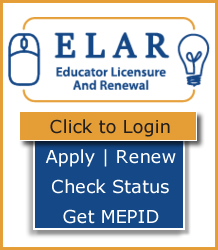 ELAR
Educator Licensure
And Renewal
Click to Login
Apply | Renew
Check Status
Get MEPID